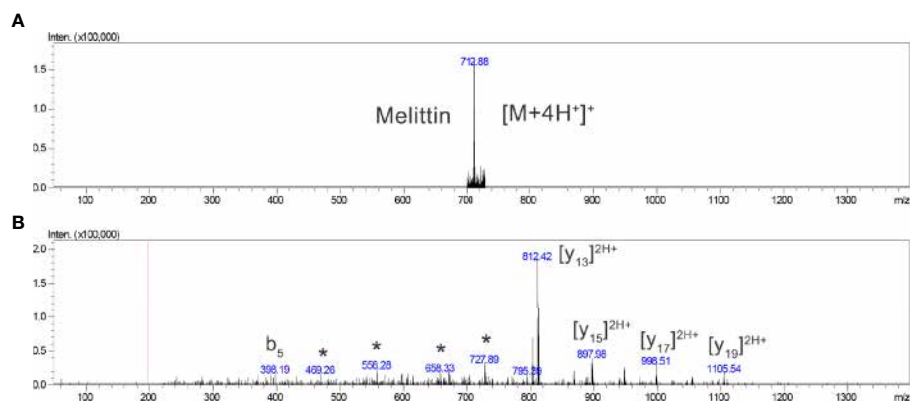 A
Inten. (x100,000)
1.5
1.0
0.5
0.0
712.88
Melittin [M+4H⁺]⁺
100 200 300 400 500 600 700 800 900 1000 1100 1200 1300 m/z
B
Inten. (x100,000)
2.0
1.5
1.0
0.5
0.0
812.42 [y₁₃]²ᴴ⁺
b₅ * * * * [y₁₅]²ᴴ⁺ [y₁₇]²ᴴ⁺ [y₁₉]²ᴴ⁺
398.19 469.26 556.28 658.33 727.89 795.39 897.98 998.51 1105.54
100 200 300 400 500 600 700 800 900 1000 1100 1200 1300 m/z